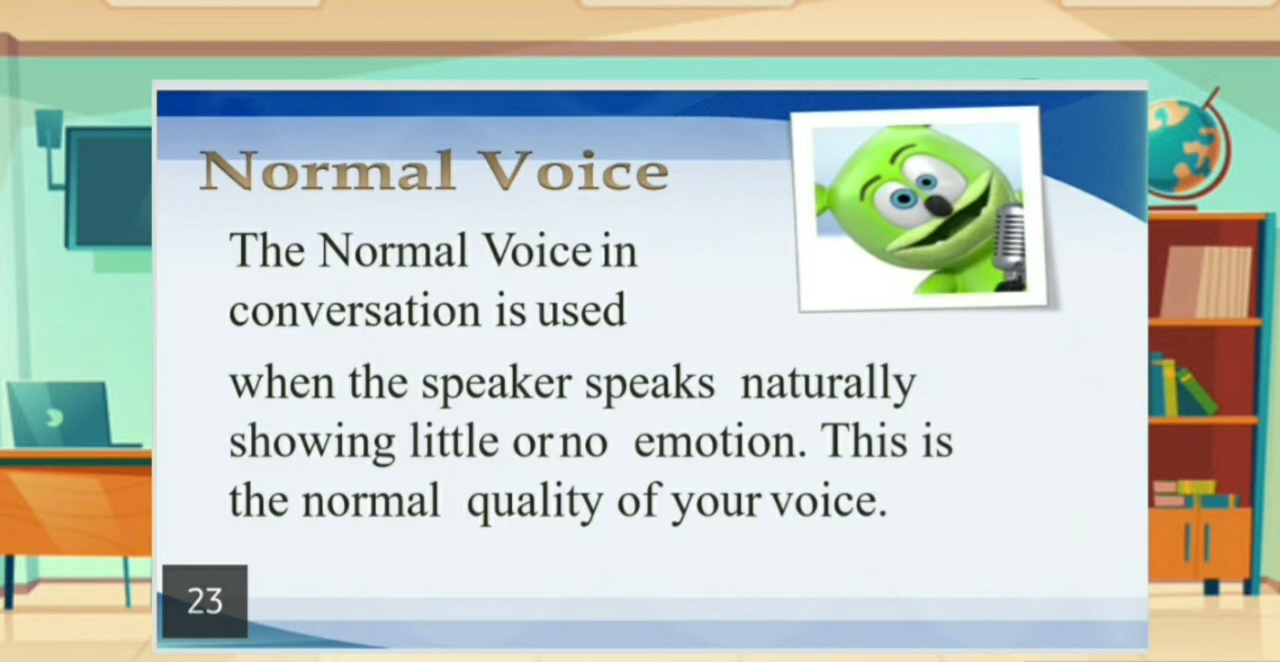 Normal Voice
The Normal Voice in
conversation is used
when the speaker speaks naturally
showing little or no emotion. This is
the normal quality of your voice.
23